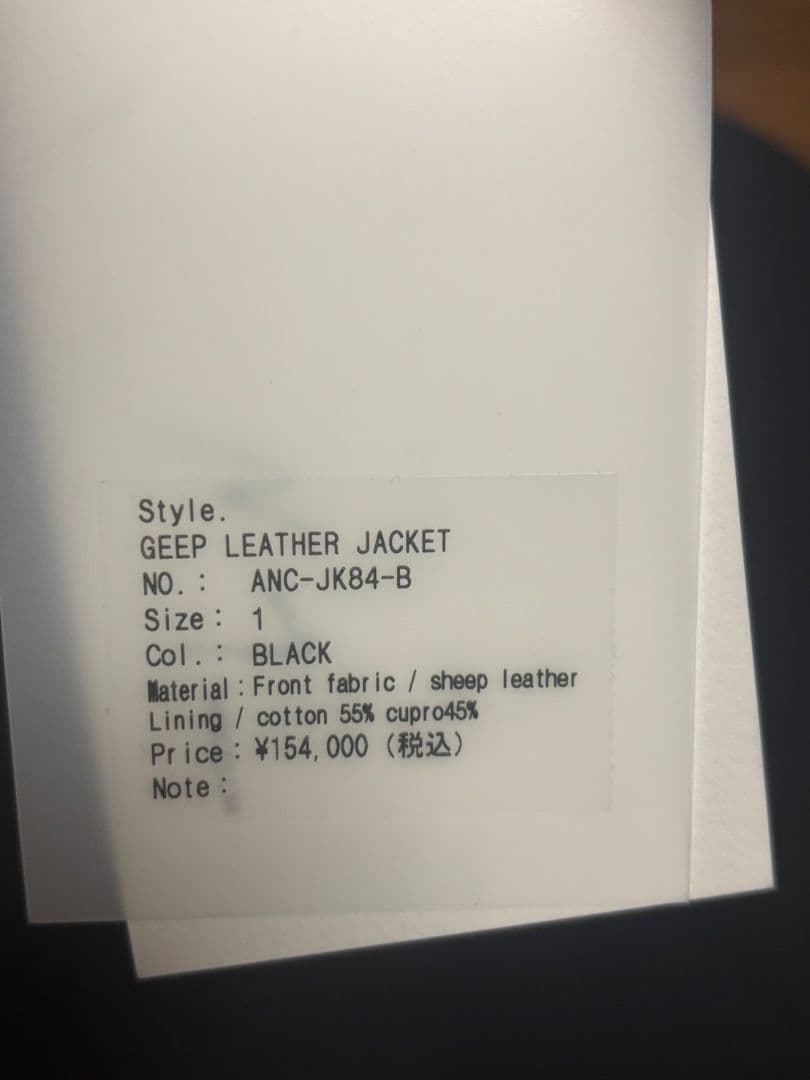 Style.
GEEP LEATHER JACKET
NO.: ANC-JK84-B
Size: 1
Col.: BLACK
Material:Front fabric / sheep leather
Lining / cotton 55% cupro45%
Price:¥154,000 (税込)
Note: